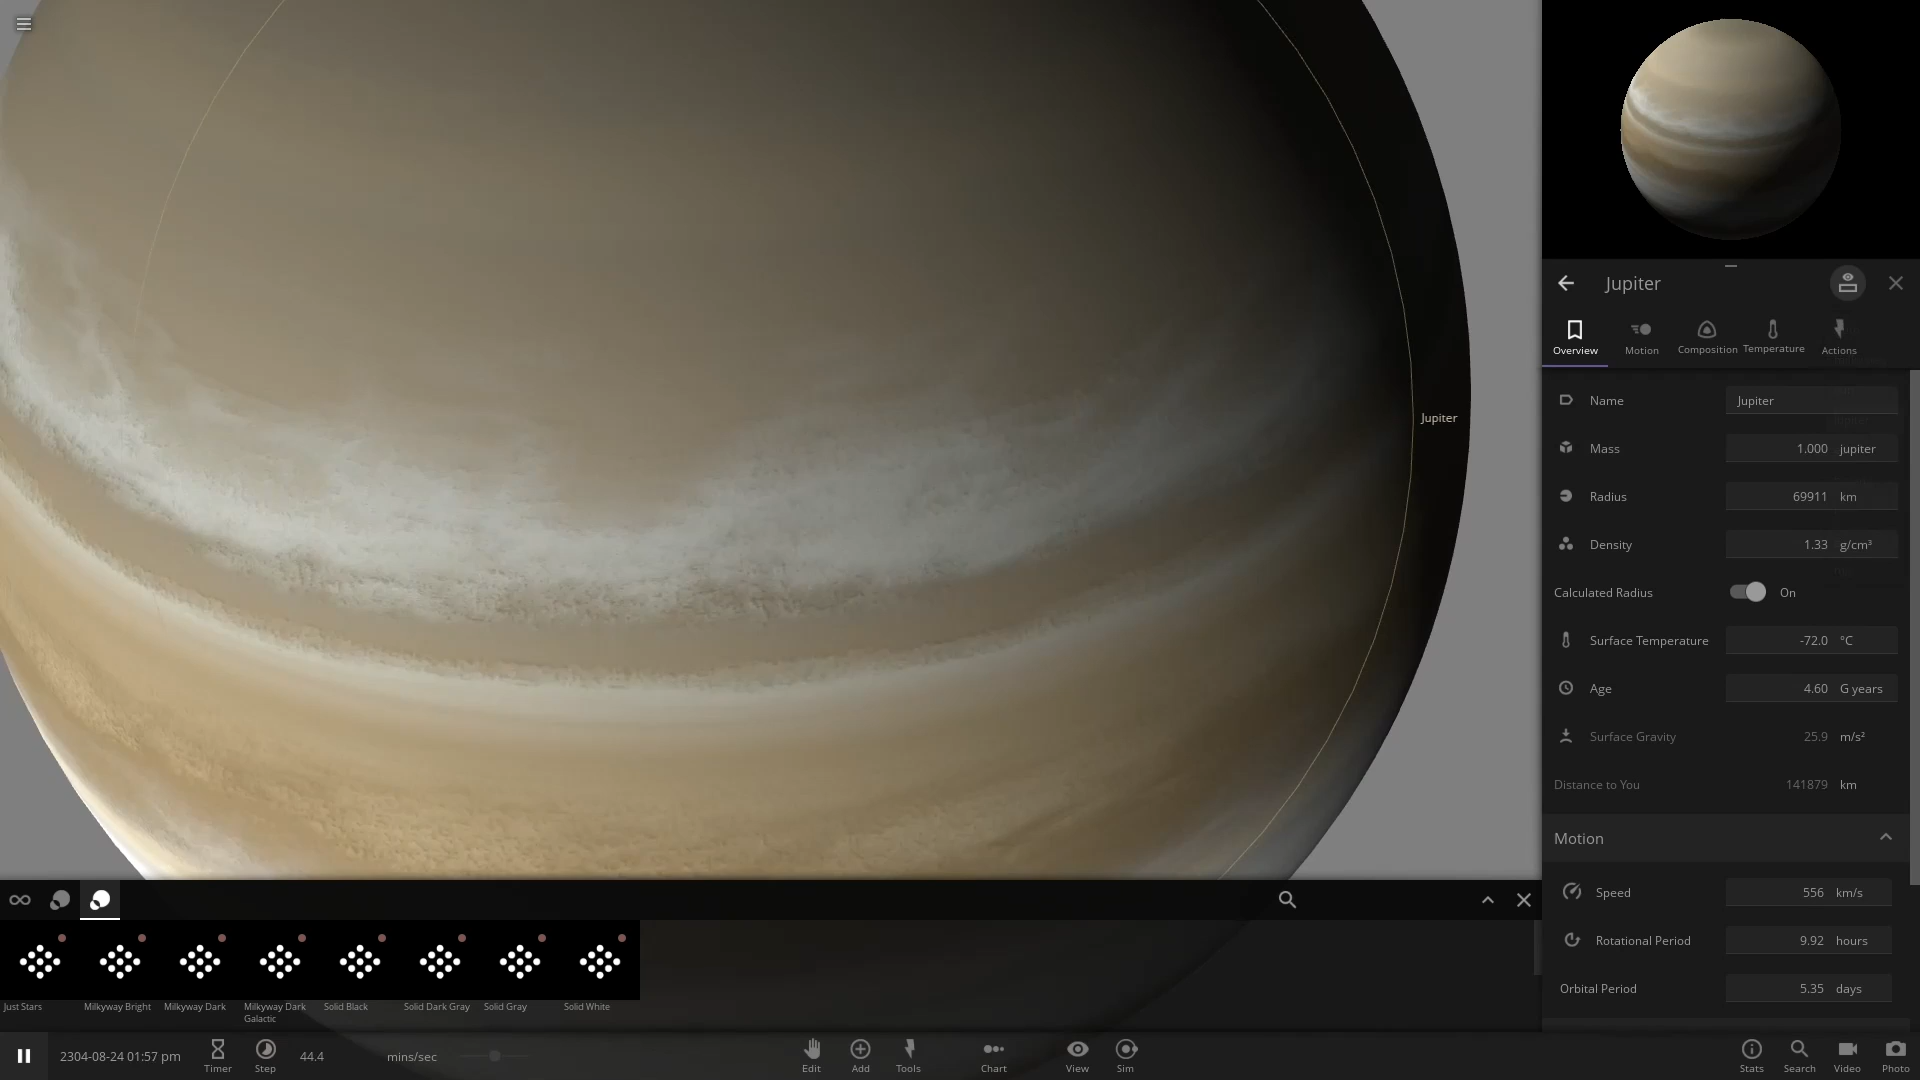 Jupiter
Jupiter
Overview
Motion
Composition
Temperature
Actions
Name Jupiter
Mass 1.000 jupiter
Radius 69911 km
Density 1.33 g/cm³
Calculated Radius On
Surface Temperature -72.0 °C
Age 4.60 G years
Surface Gravity 25.9 m/s²
Distance to You 141879 km
Motion
Speed 556 km/s
Rotational Period 9.92 hours
Orbital Period 5.35 days
Just Stars
Milkyway Bright
Milkyway Dark
Milkyway Dark
Galactic
Solid Black
Solid Dark Gray
Solid Gray
Solid White
2304-08-24 01:57 pm
Timer
Step
44.4 mins/sec
Edit
Add
Tools
Chart
View
Sim
Stats
Search
Video
Photo